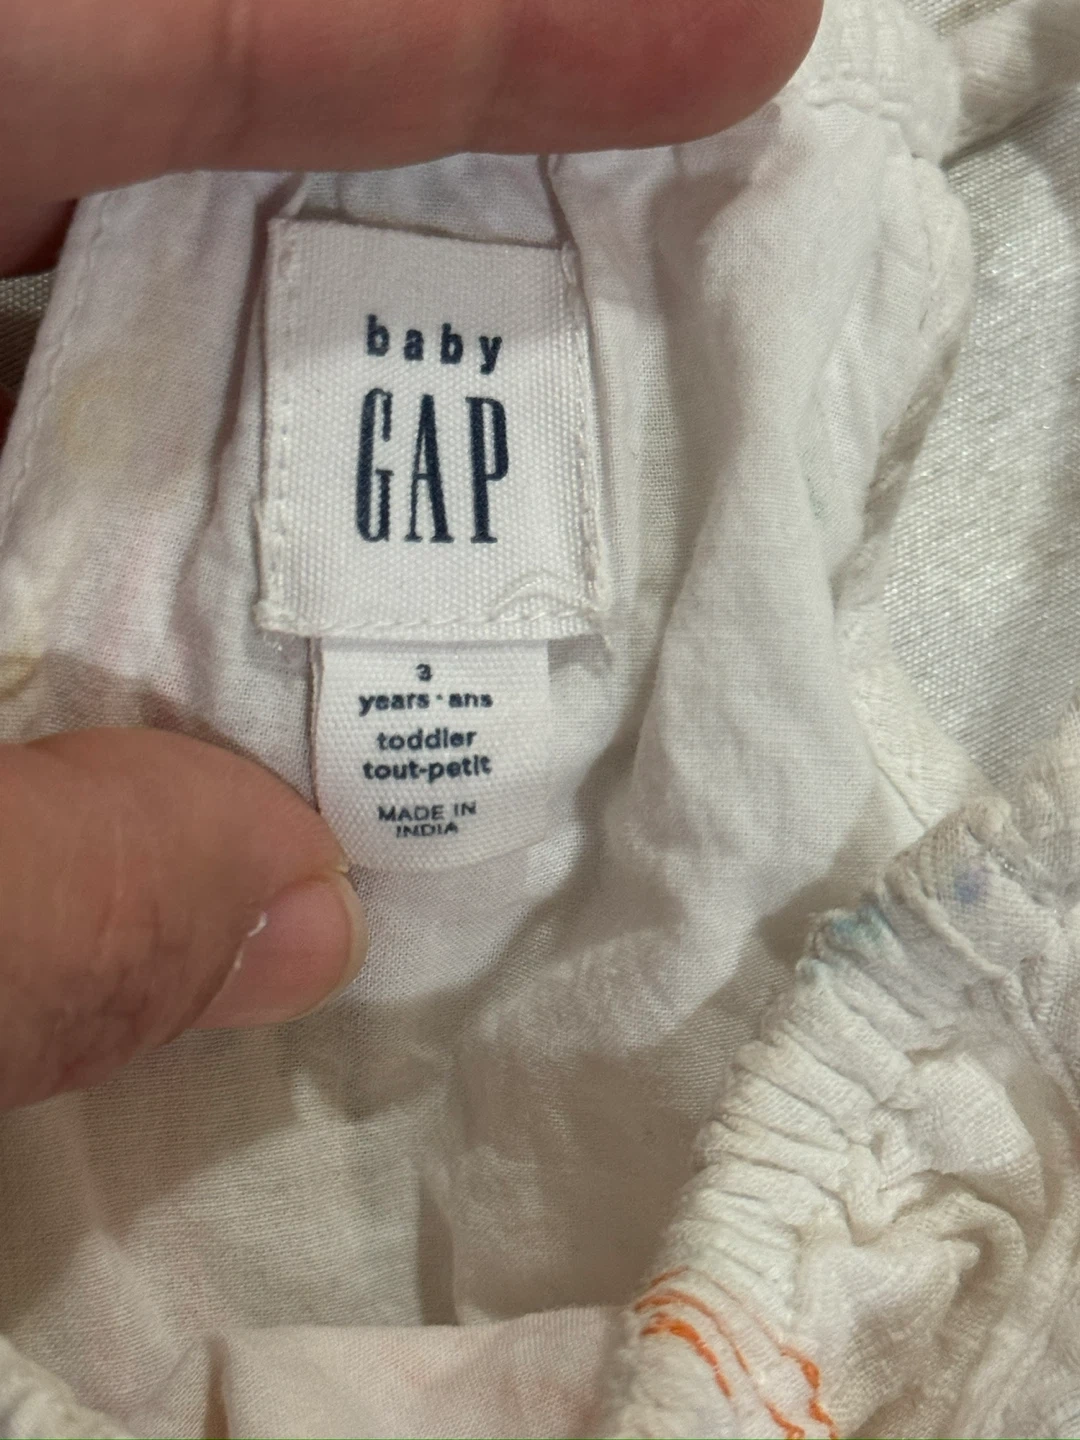 baby
GAP
3
years·ans
toddler
tout-petit
MADE IN
INDIA